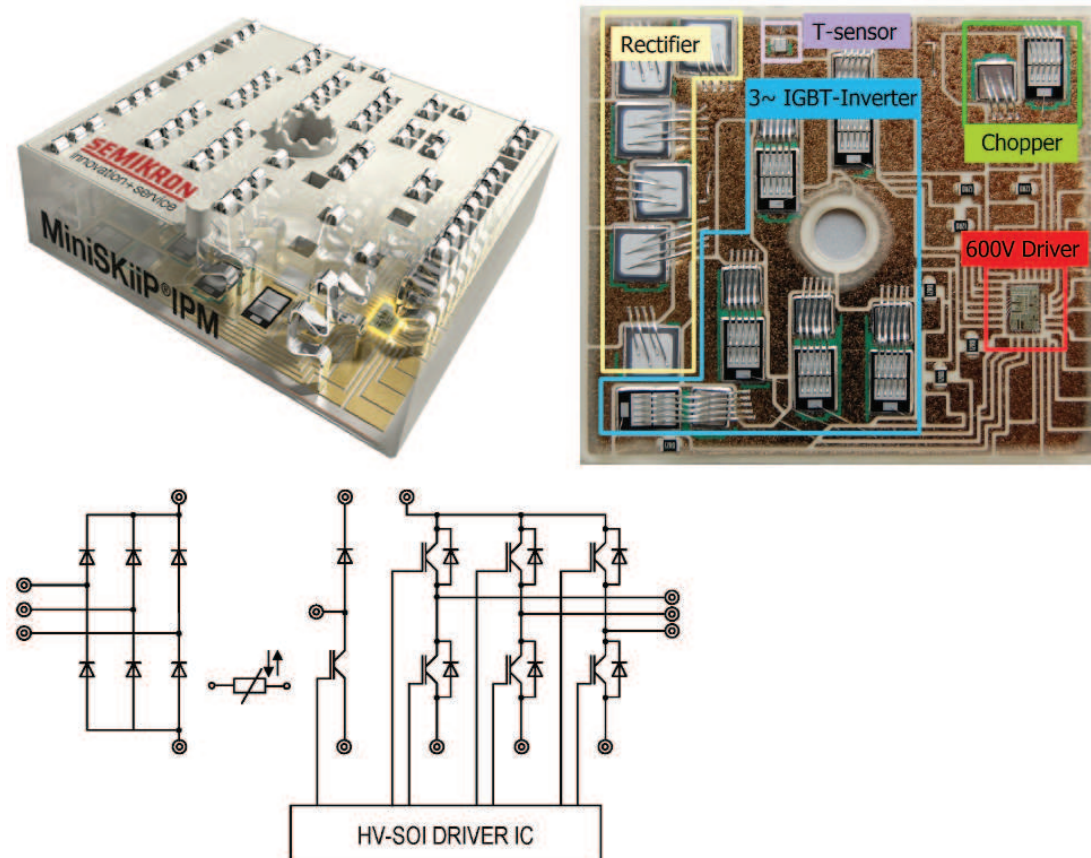 SEMIKRON
innovation+service
MiniSKiiP®IPM
Rectifier
T-sensor
3~ IGBT-Inverter
Chopper
600V Driver
HV-SOI DRIVER IC